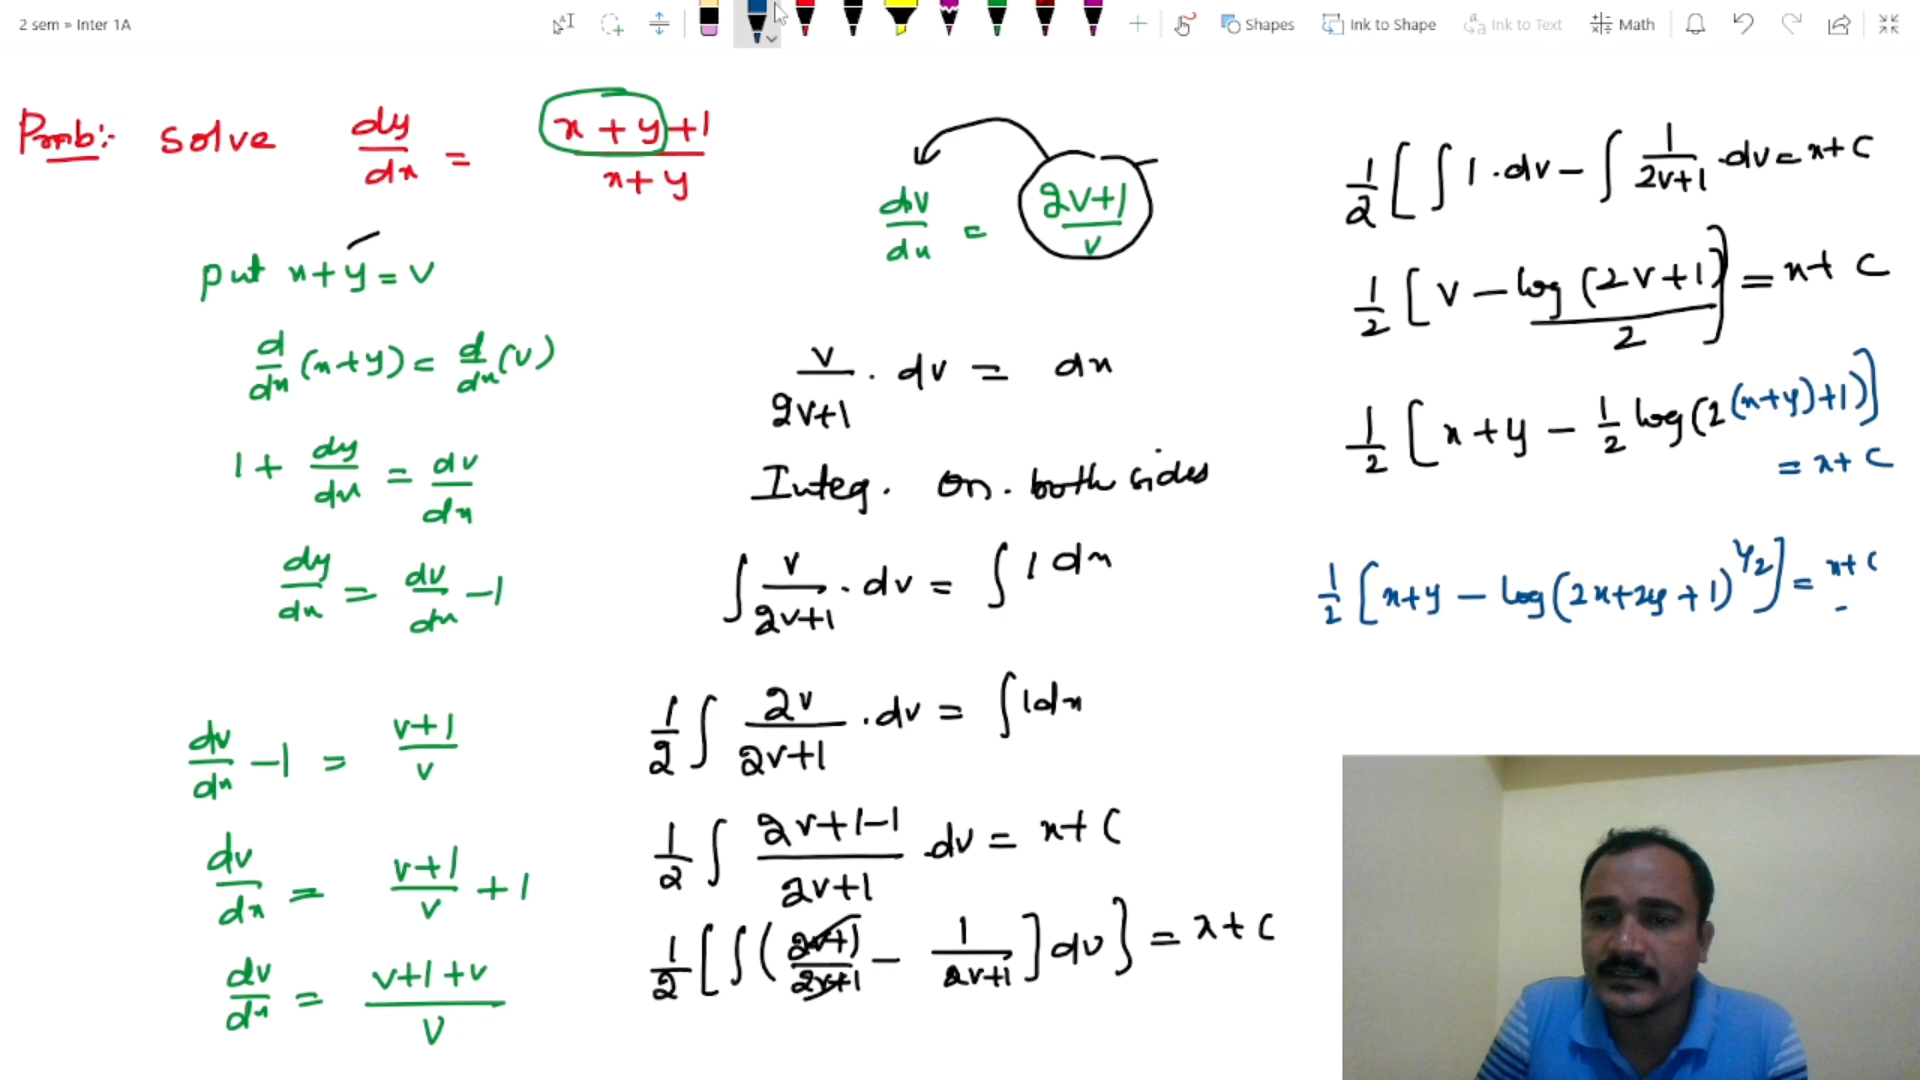 2 sem » Inter 1A
Shapes Ink to Shape Ink to Text Math
Prob:- Solve dy/dx = (x+y+1)/(x+y)
put x+y=v
d/dx (x+y) = d/dx (v)
1+ dy/dx = dv/dx
dy/dx = dv/dx -1
dv/dx -1 = (v+1)/v
dv/dx = (v+1)/v +1
dv/dx = (v+1+v)/v
dv/dx = (2v+1)/v
v/(2v+1) . dv = dx
Integ. on. both sides
∫ v/(2v+1) . dv = ∫ 1 dx
1/2 ∫ 2v/(2v+1) . dv = ∫ 1dx
1/2 ∫ (2v+1-1)/(2v+1) .dv = x+C
1/2 [∫( (2v+1)/(2v+1) - 1/(2v+1) ] dv } = x+C
1/2 [ ∫ 1 .dv - ∫ 1/(2v+1) .dv = x+C
1/2 [ v - log (2v+1)/2 ] = x+ C
1/2 [ x+y - 1/2 log(2(x+y)+1)]
= x+ C
1/2 [ x+y - log(2x+2y+1)^1/2 ] = x+C